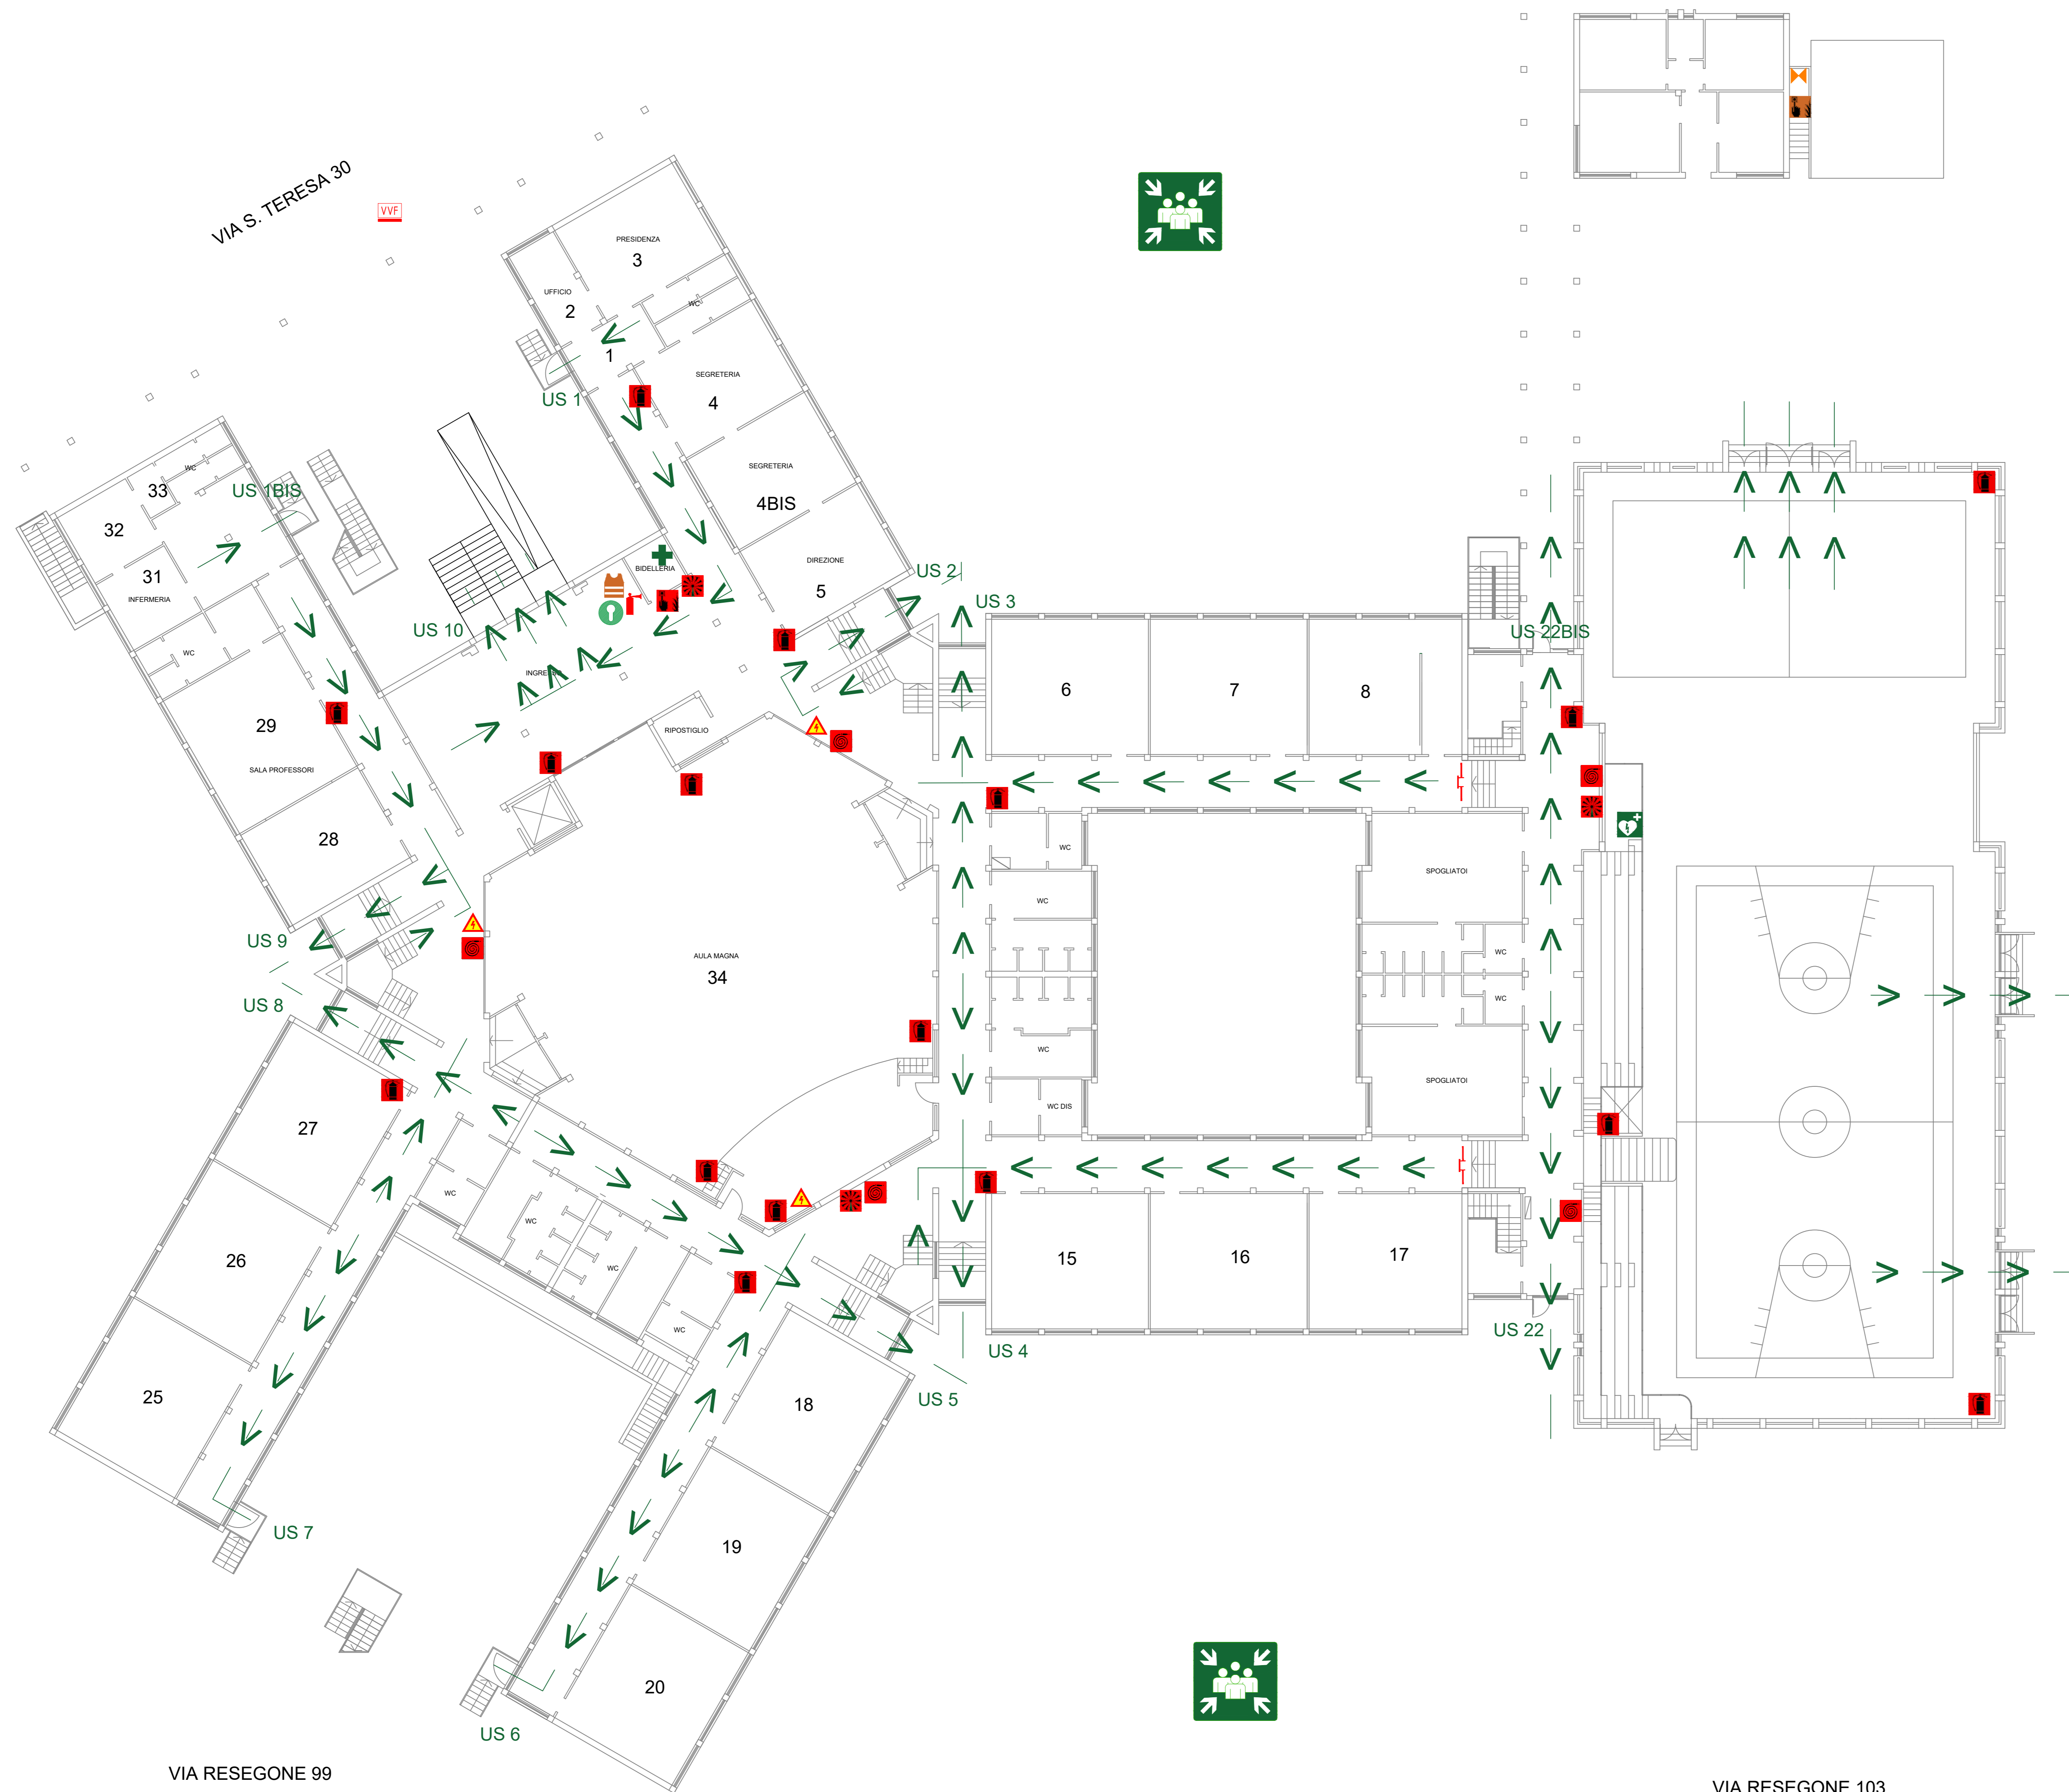 VIA S. TERESA 30
VVF
PRESIDENZA
3
UFFICIO
2
WC
1
SEGRETERIA
4
US 1
SEGRETERIA
4BIS
WC
33
US 1BIS
32
31
INFERMERIA
BIDELLERIA
DIREZIONE
5
US 2
US 3
US 10
INGRESSO
WC
29
SALA PROFESSORI
RIPOSTIGLIO
28
6
7
8
US 22BIS
WC
WC
SPOGLIATOI
WC
WC
SPOGLIATOI
WC
WC DIS
US 9
US 8
AULA MAGNA
34
27
26
25
WC
WC
WC
WC
15
16
17
US 22
US 4
US 5
18
19
20
US 7
US 6
VIA RESEGONE 99
VIA RESEGONE 103